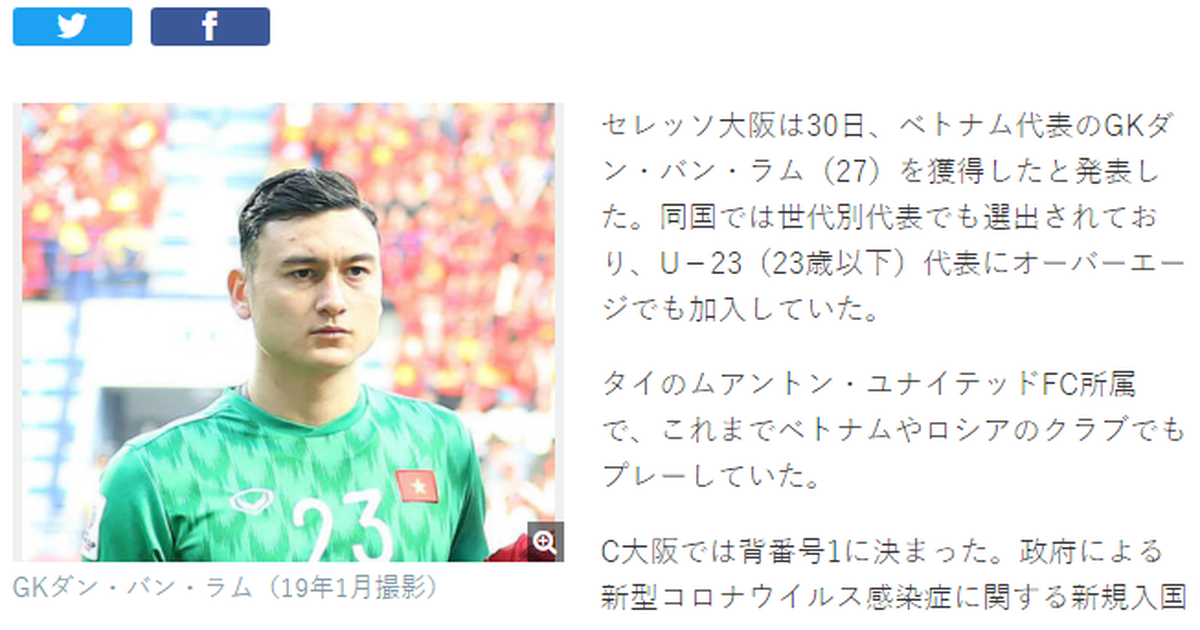 23
GKダン・バン・ラム（19年1月撮影）
セレッソ大阪は30日、ベトナム代表のGKダ
ン・バン・ラム（27）を獲得したと発表し
た。同国では世代別代表でも選出されてお
り、U－23（23歳以下）代表にオーバーエー
ジでも加入していた。
タイのムアントン・ユナイテッドFC所属
で、これまでベトナムやロシアのクラブでも
プレーしていた。
C大阪では背番号1に決まった。政府による
新型コロナウイルス感染症に関する新規入国